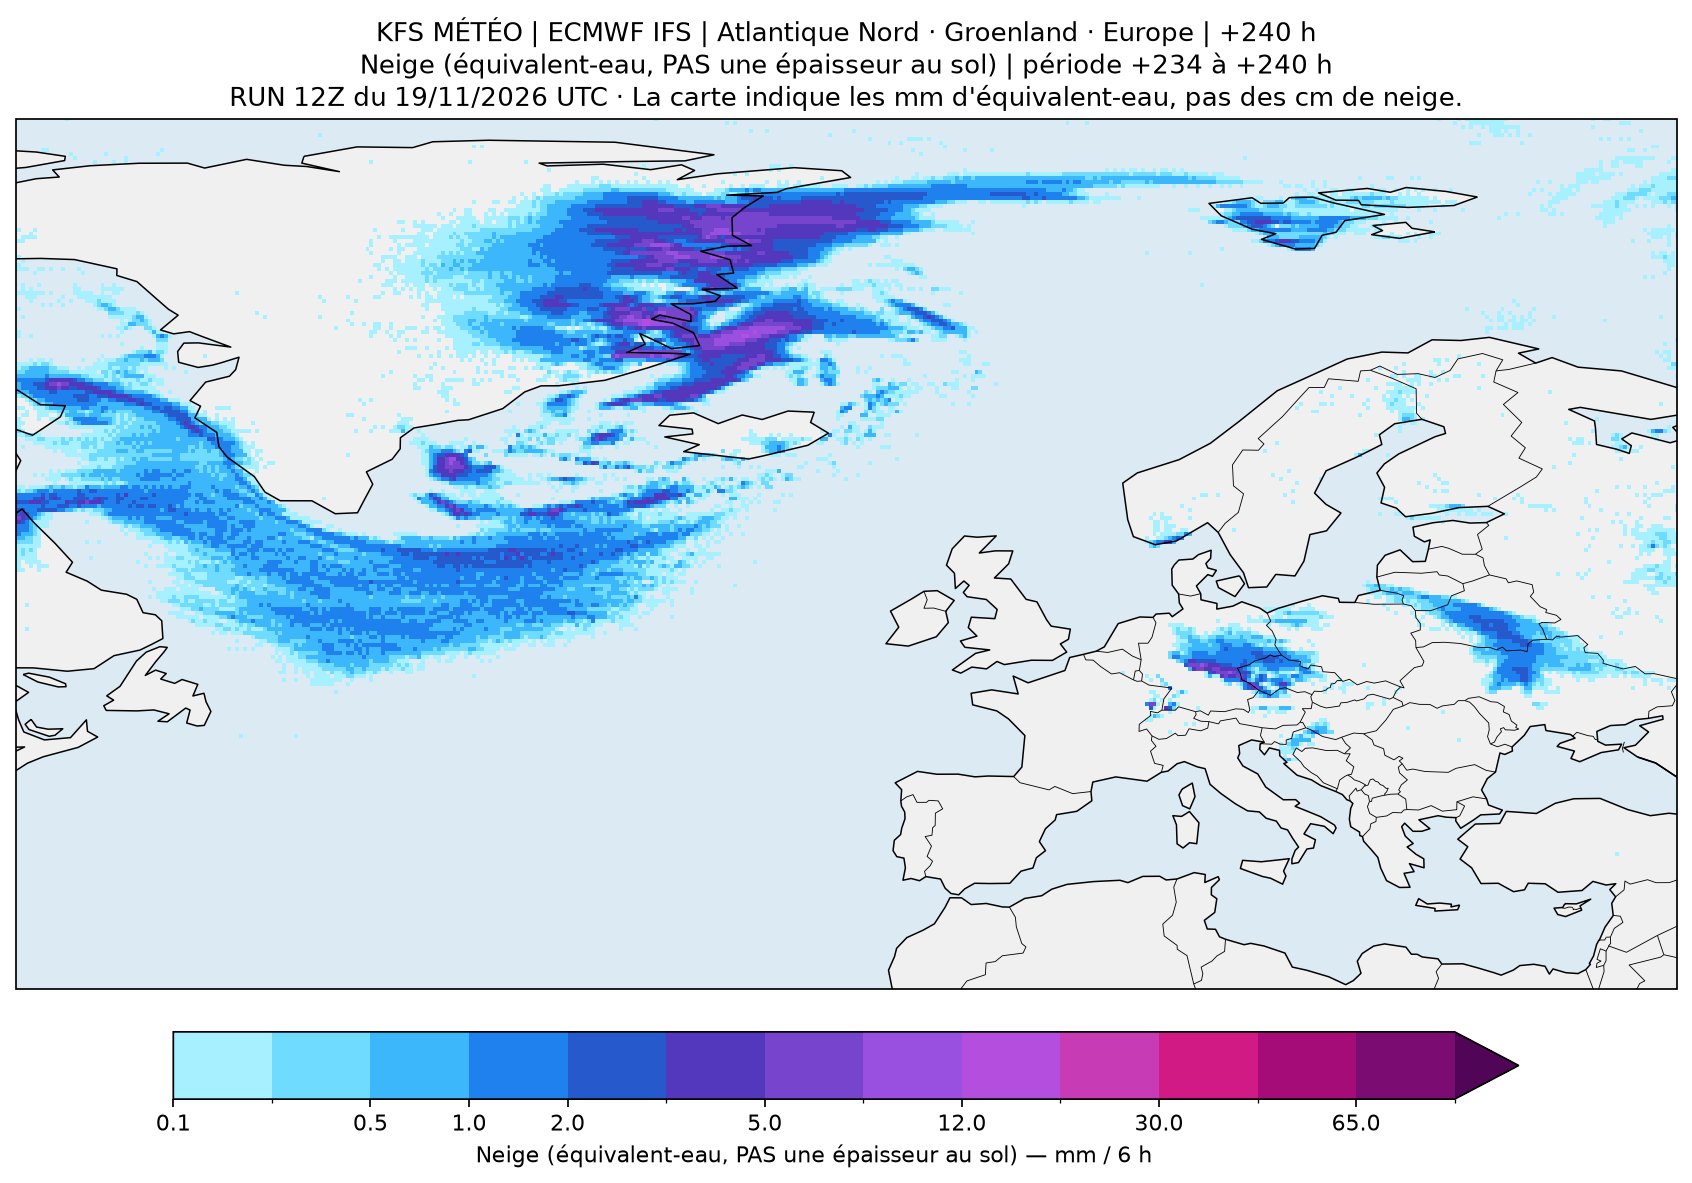 KFS MÉTÉO | ECMWF IFS | Atlantique Nord · Groenland · Europe | +240 h
Neige (équivalent-eau, PAS une épaisseur au sol) | période +234 à +240 h
RUN 12Z du 19/11/2026 UTC · La carte indique les mm d'équivalent-eau, pas des cm de neige.
0.1 0.5 1.0 2.0 5.0 12.0 30.0 65.0
Neige (équivalent-eau, PAS une épaisseur au sol) — mm / 6 h